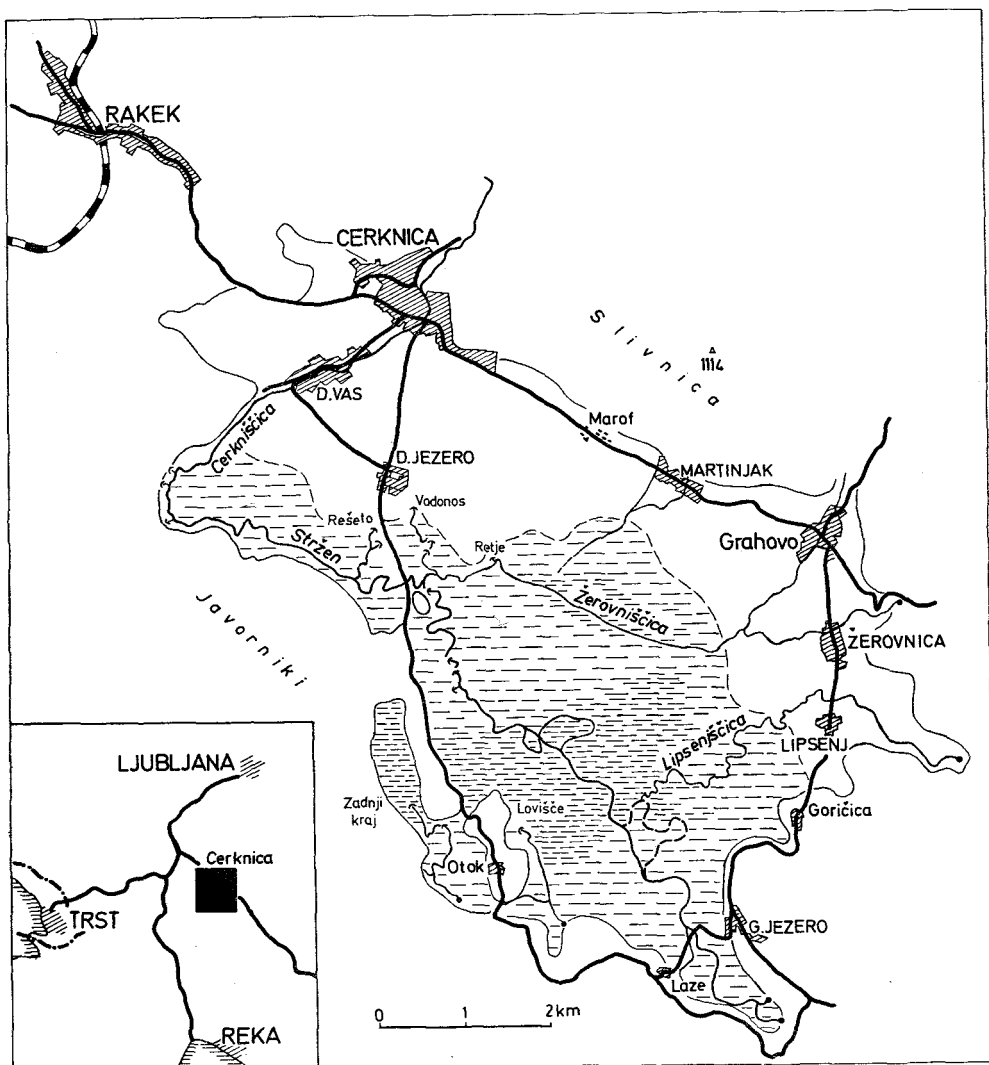 RAKEK
CERKNICA
Slivnica
1114
D.VAS
Cerkniščica
Marof
D.JEZERO
MARTINJAK
Vodonos
Rešeto
Stržen
Retje
Grahovo
Žerovniščica
Javorniki
ŽEROVNICA
Lipsenjščica
LIPSENJ
LJUBLJANA
Zadnji
kraj
Lovišče
Goričica
Cerknica
Otok
TRST
G.JEZERO
Laze
0 1 2km
REKA